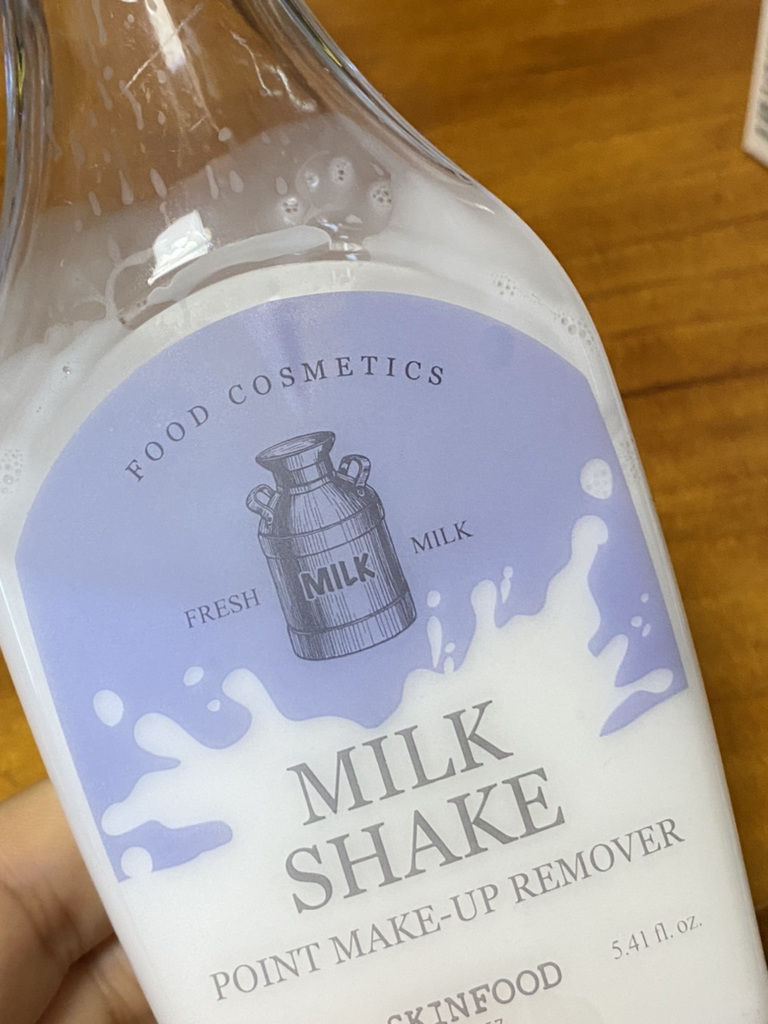 FOOD COSMETICS
MILK
FRESH MILK
MILK
SHAKE
POINT MAKE-UP REMOVER
5.41 fl. oz.
SKINFOOD